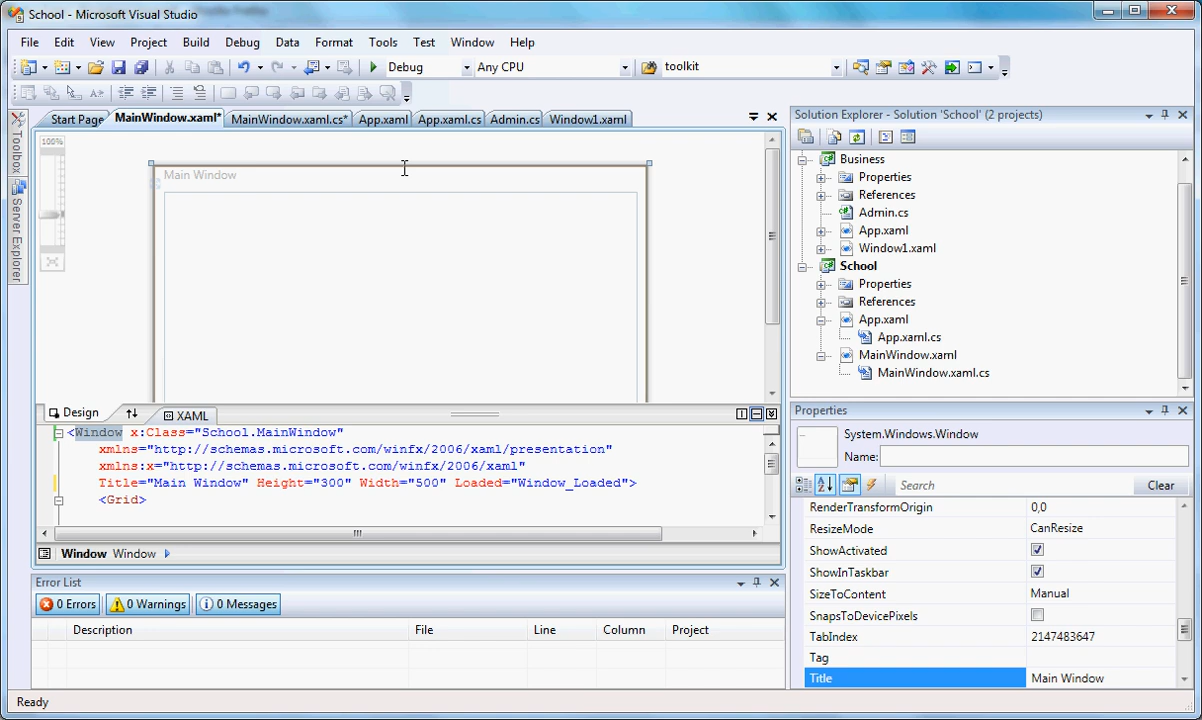 School - Microsoft Visual Studio
File Edit View Project Build Debug Data Format Tools Test Window Help
Debug Any CPU toolkit
Start Page MainWindow.xaml* MainWindow.xaml.cs* App.xaml App.xaml.cs Admin.cs Window1.xaml
Toolbox
Server Explorer
100%
Main Window
Design XAML
<Window x:Class="School.MainWindow"
xmlns="http://schemas.microsoft.com/winfx/2006/xaml/presentation"
xmlns:x="http://schemas.microsoft.com/winfx/2006/xaml"
Title="Main Window" Height="300" Width="500" Loaded="Window_Loaded">
<Grid>
Window Window
Error List
0 Errors 0 Warnings 0 Messages
Description File Line Column Project
Solution Explorer - Solution 'School' (2 projects)
Business
Properties
References
Admin.cs
App.xaml
Window1.xaml
School
Properties
References
App.xaml
App.xaml.cs
MainWindow.xaml
MainWindow.xaml.cs
Properties
System.Windows.Window
Name:
Search Clear
RenderTransformOrigin 0,0
ResizeMode CanResize
ShowActivated
ShowInTaskbar
SizeToContent Manual
SnapsToDevicePixels
TabIndex 2147483647
Tag
Title Main Window
Ready